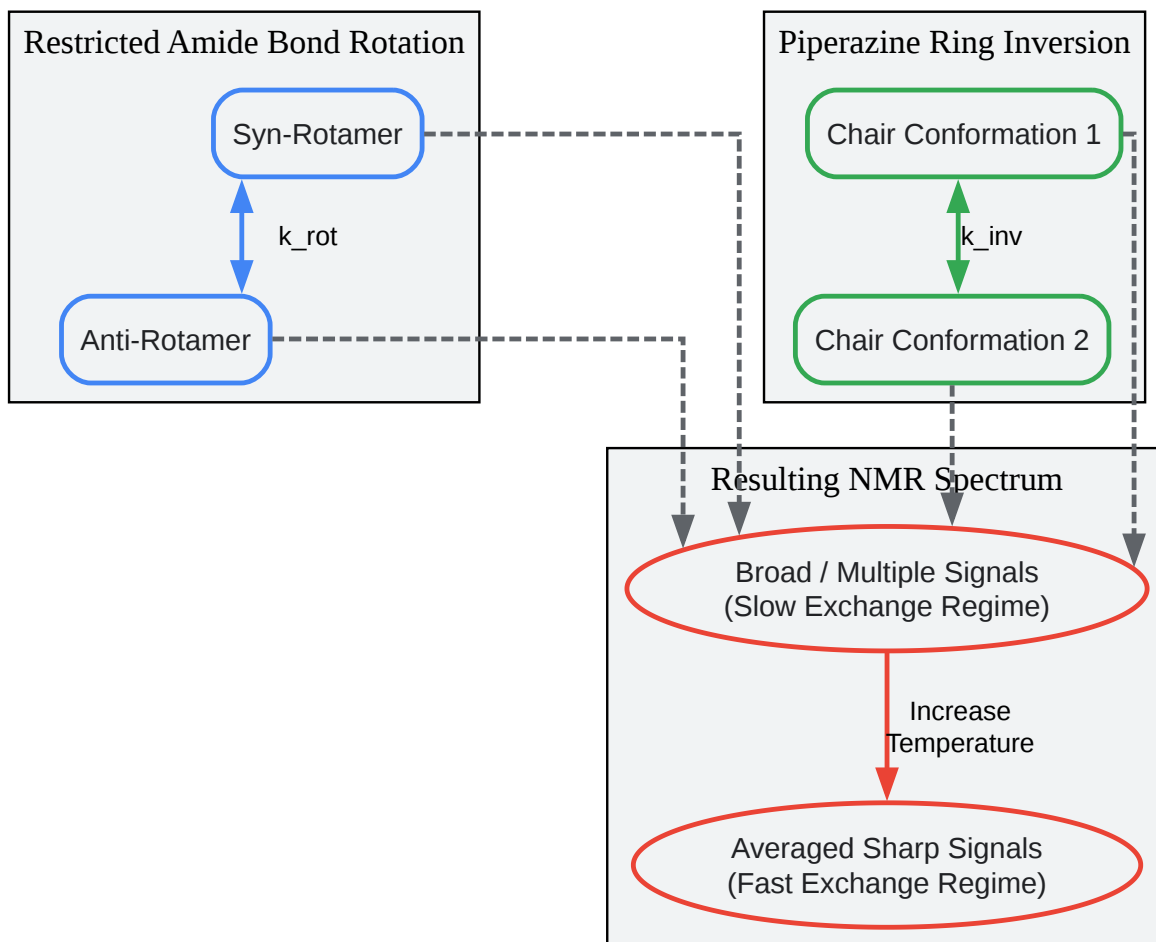 Restricted Amide Bond Rotation
Syn-Rotamer
k_rot
Anti-Rotamer
Piperazine Ring Inversion
Chair Conformation 1
k_inv
Chair Conformation 2
Resulting NMR Spectrum
Broad / Multiple Signals
(Slow Exchange Regime)
Increase
Temperature
Averaged Sharp Signals
(Fast Exchange Regime)